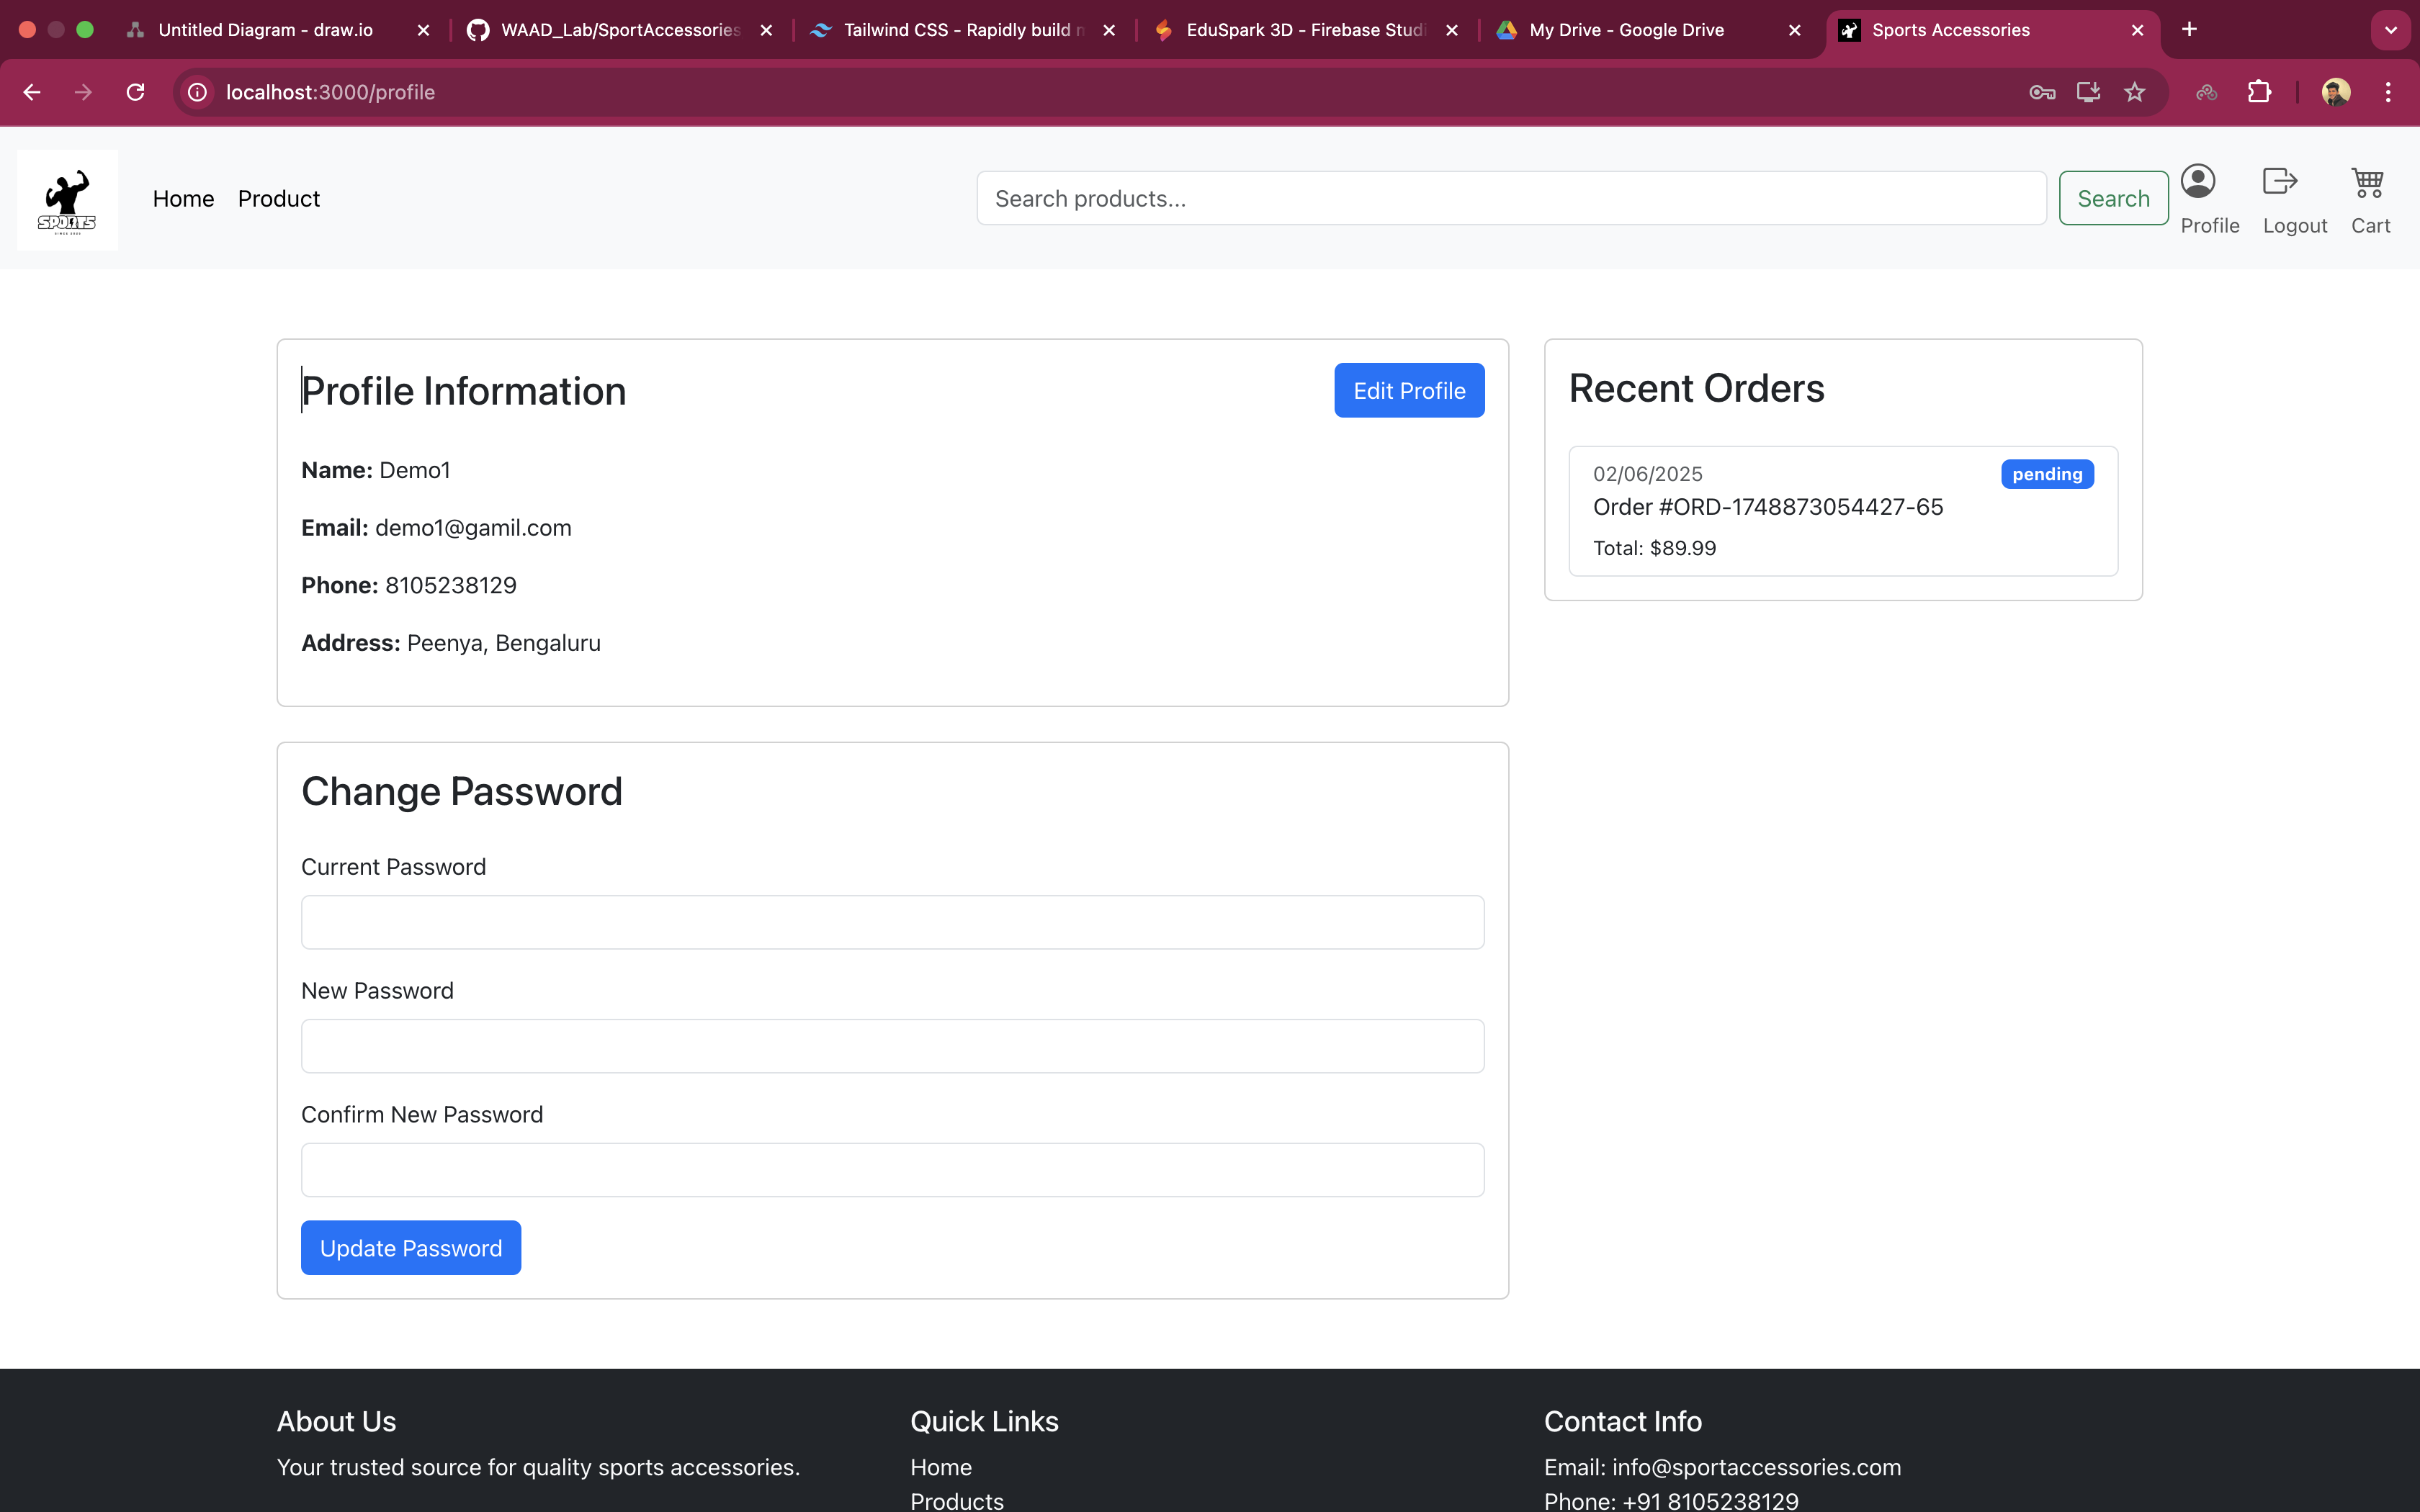 Untitled Diagram - draw.io
WAAD_Lab/SportAccessories
Tailwind CSS - Rapidly build
EduSpark 3D - Firebase Studi
My Drive - Google Drive
Sports Accessories
localhost:3000/profile
SPORTS
Home
Product
Search products...
Search
Profile
Logout
Cart
Profile Information
Edit Profile
Name: Demo1
Email: demo1@gamil.com
Phone: 8105238129
Address: Peenya, Bengaluru
Recent Orders
02/06/2025
pending
Order #ORD-1748873054427-65
Total: $89.99
Change Password
Current Password
New Password
Confirm New Password
Update Password
About Us
Your trusted source for quality sports accessories.
Quick Links
Home
Products
Contact Info
Email: info@sportaccessories.com
Phone: +91 8105238129